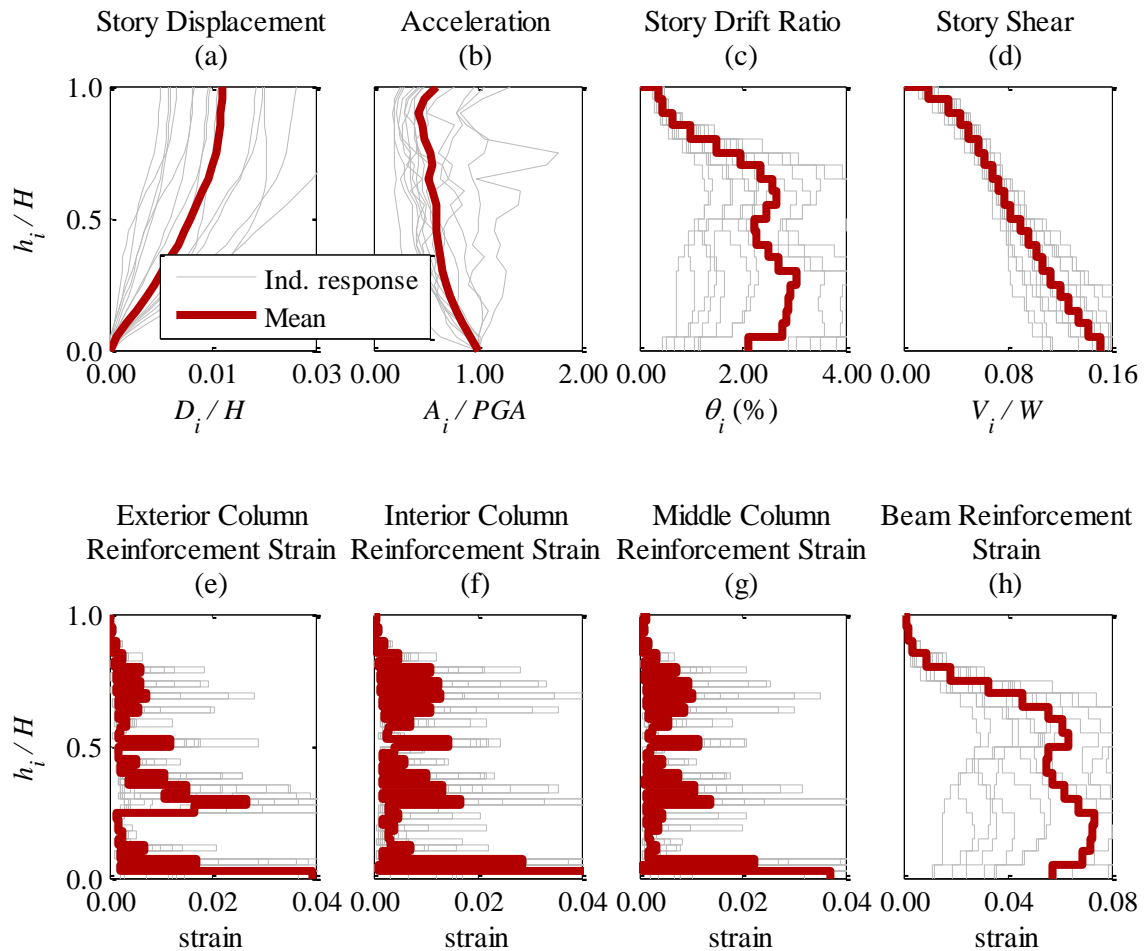 Story Displacement
(a)
Acceleration
(b)
Story Drift Ratio
(c)
Story Shear
(d)
1.0
0.5
0.0
h_i / H
Ind. response
Mean
0.00 0.01 0.03
D_i / H
0.00 1.00 2.00
A_i / PGA
0.00 2.00 4.00
θ_i (%)
0.00 0.08 0.16
V_i / W
Exterior Column
Reinforcement Strain
(e)
Interior Column
Reinforcement Strain
(f)
Middle Column
Reinforcement Strain
(g)
Beam Reinforcement
Strain
(h)
1.0
0.5
0.0
h_i / H
0.00 0.02 0.04
strain
0.00 0.02 0.04
strain
0.00 0.02 0.04
strain
0.00 0.04 0.08
strain